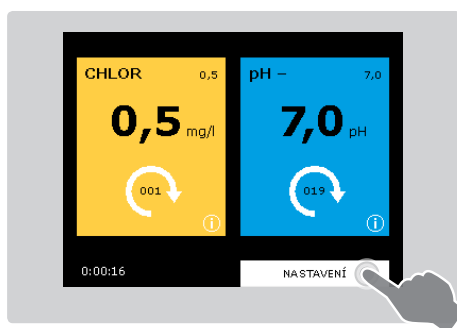 CHLOR 0,5
0,5 mg/l
001
i
pH – 7,0
7,0 pH
019
i
0:00:16
NASTAVENÍ